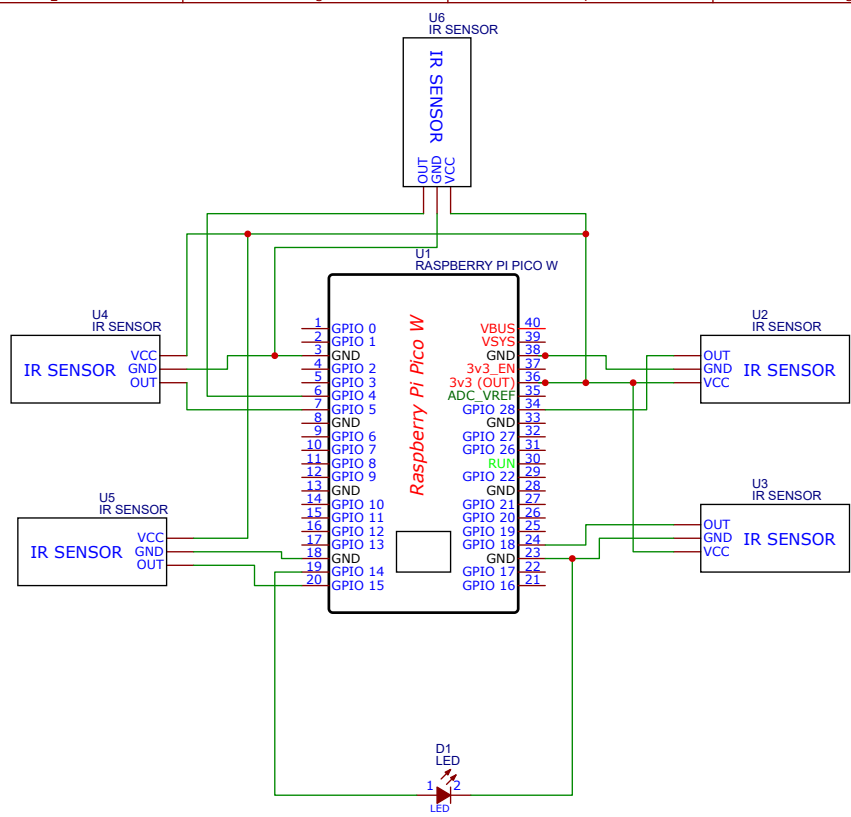 U6
IR SENSOR
IR SENSOR
OUT
GND
VCC
U1
RASPBERRY PI PICO W
Raspberry Pi Pico W
1 GPIO 0
2 GPIO 1
3 GND
4 GPIO 2
5 GPIO 3
6 GPIO 4
7 GPIO 5
8 GND
9 GPIO 6
10 GPIO 7
11 GPIO 8
12 GPIO 9
13 GND
14 GPIO 10
15 GPIO 11
16 GPIO 12
17 GPIO 13
18 GND
19 GPIO 14
20 GPIO 15
VBUS 40
VSYS 39
GND 38
3v3_EN 37
3v3 (OUT) 36
ADC_VREF 35
GPIO 28 34
GND 33
GPIO 27 32
GPIO 26 31
RUN 30
GPIO 22 29
GND 28
GPIO 21 27
GPIO 20 26
GPIO 19 25
GPIO 18 24
GND 23
GPIO 17 22
GPIO 16 21
U4
IR SENSOR
IR SENSOR
VCC
GND
OUT
U5
IR SENSOR
IR SENSOR
VCC
GND
OUT
U2
IR SENSOR
OUT
GND
VCC
IR SENSOR
U3
IR SENSOR
OUT
GND
VCC
IR SENSOR
D1
LED
1 2
LED